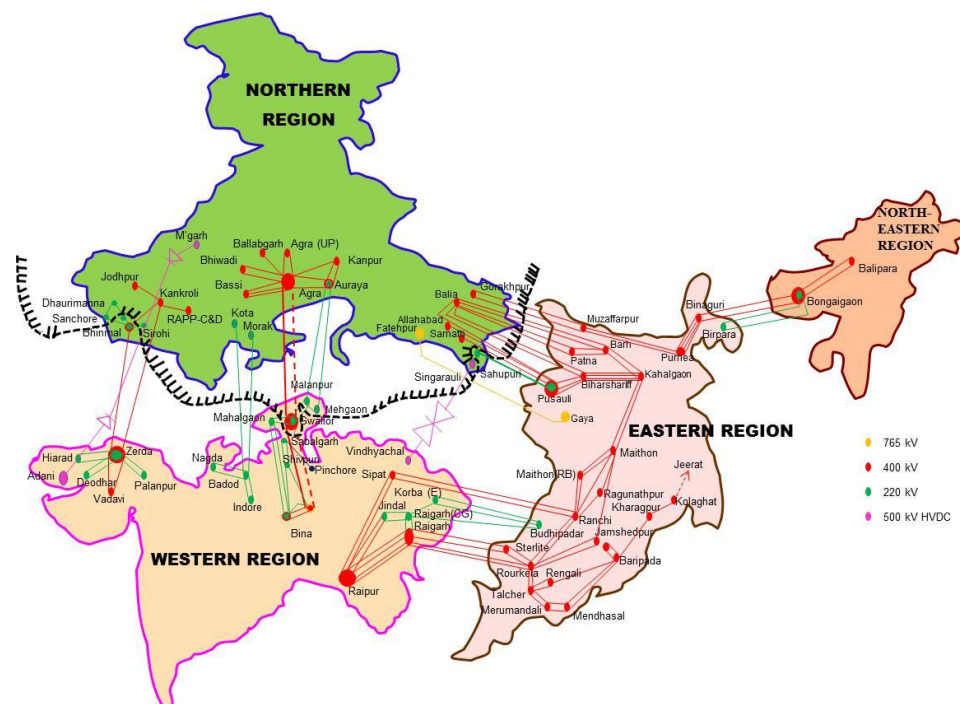 NORTHERN
REGION
M'garh
Ballabgarh
Agra (UP)
Bhiwadi
Kanpur
Jodhpur
Bassi
Agra
Auraya
Kankroli
Dhaurimanna
Sanchore
RAPP-C&D
Bhinmal
Sirohi
Kota
Morak
Gorakhpur
Balia
Allahabad
Fatehpur
Sarnath
Sahupuri
Singarauli
NORTH-
EASTERN
REGION
Balipara
Bongaigaon
Binaguri
Birpara
Muzaffarpur
Purnea
Barh
Patna
Biharshariff
Kahalgaon
Pusauli
Gaya
EASTERN REGION
Maithon
Maithon(RB)
Jeerat
Ragunathpur
Kolaghat
Kharagpur
Ranchi
Jamshedpur
Budhipadar
Sterlite
Baripada
Rourkela
Rengali
Talcher
Merumandali
Mendhasal
Malanpur
Mehgaon
Mahalgaon
Gwalior
Sabalgarh
Shivpuri
Pinchore
Vindhyachal
Nagda
Badod
Indore
Bina
Sipat
Korba (E)
Jindal
Raigarh(CG)
Raigarh
Raipur
Hiarad
Zerda
Adani
Deodhar
Palanpur
Vadavi
WESTERN REGION
765 kV
400 kV
220 kV
500 kV HVDC